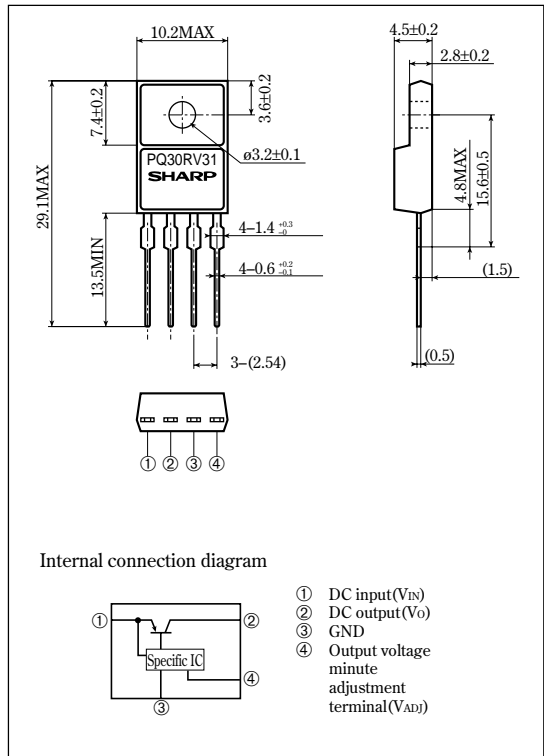 10.2MAX
4.5±0.2
2.8±0.2
7.4±0.2
3.6±0.2
29.1MAX
PQ30RV31
SHARP
ø3.2±0.1
4.8MAX
15.6±0.5
13.5MIN
4–1.4 +0.3 –0
4–0.6 +0.2 –0.1
(1.5)
3–(2.54)
(0.5)
① ② ③ ④
Internal connection diagram
①
②
Specific IC
④
③
① DC input(VIN)
② DC output(VO)
③ GND
④ Output voltage
minute
adjustment
terminal(VADJ)